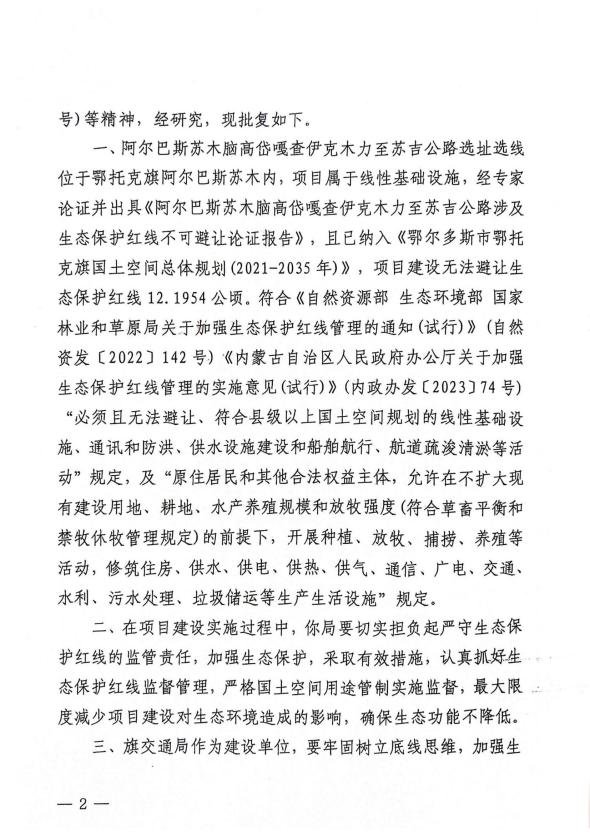 号)等精神，经研究，现批复如下。
一、阿尔巴斯苏木脑高岱嘎查伊克木力至苏吉公路选址选线
位于鄂托克旗阿尔巴斯苏木内，项目属于线性基础设施，经专家
论证并出具《阿尔巴斯苏木脑高岱嘎查伊克木力至苏吉公路涉及
生态保护红线不可避让论证报告》，且已纳入《鄂尔多斯市鄂托
克旗国土空间总体规划(2021-2035年)》，项目建设无法避让生
态保护红线12.1954公顷。符合《自然资源部 生态环境部 国家
林业和草原局关于加强生态保护红线管理的通知(试行)》(自然
资发〔2022〕142号)《内蒙古自治区人民政府办公厅关于加强
生态保护红线管理的实施意见(试行)》(内政办发〔2023〕74号)
“必须且无法避让、符合县级以上国土空间规划的线性基础设
施、通讯和防洪、供水设施建设和船舶航行、航道疏浚清淤等活
动”规定，及“原住居民和其他合法权益主体，允许在不扩大现
有建设用地、耕地、水产养殖规模和放牧强度(符合草畜平衡和
禁牧休牧管理规定)的前提下，开展种植、放牧、捕捞、养殖等
活动，修筑住房、供水、供电、供热、供气、通信、广电、交通、
水利、污水处理、垃圾储运等生产生活设施”规定。
二、在项目建设实施过程中，你局要切实担负起严守生态保
护红线的监管责任，加强生态保护，采取有效措施，认真抓好生
态保护红线监督管理，严格国土空间用途管制实施监督，最大限
度减少项目建设对生态环境造成的影响，确保生态功能不降低。
三、旗交通局作为建设单位，要牢固树立底线思维，加强生
— 2 —